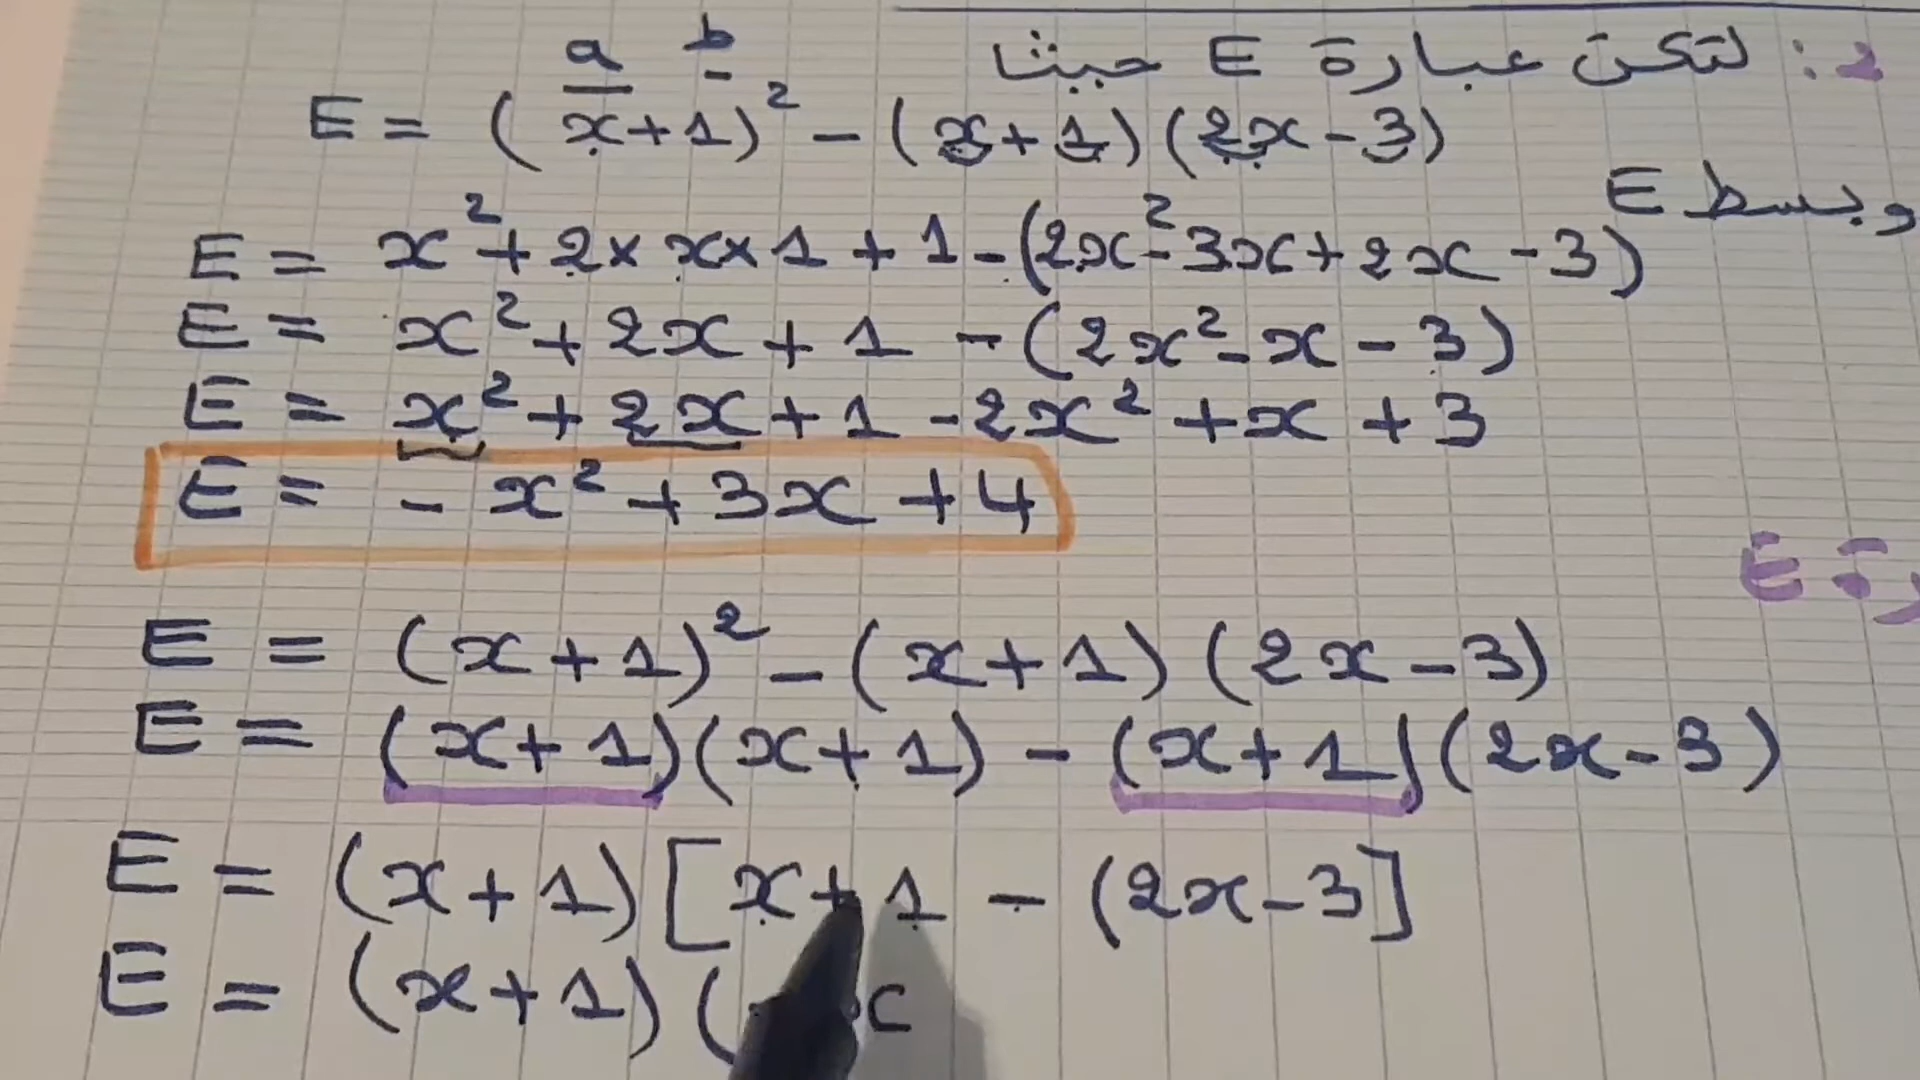 2: لتكن عبارة E حيث
a b
E = (x+1)² - (x+1)(2x-3)
وبسط E
E = x² + 2×x×1 + 1 - (2x² - 3x + 2x - 3)
E = x² + 2x + 1 - (2x² - x - 3)
E = x² + 2x + 1 - 2x² + x + 3
E = - x² + 3x + 4
E
E = (x+1)² - (x+1)(2x-3)
E = (x+1)(x+1) - (x+1)(2x-3)
E = (x+1)[x+1 - (2x-3]
E = (x+1)(